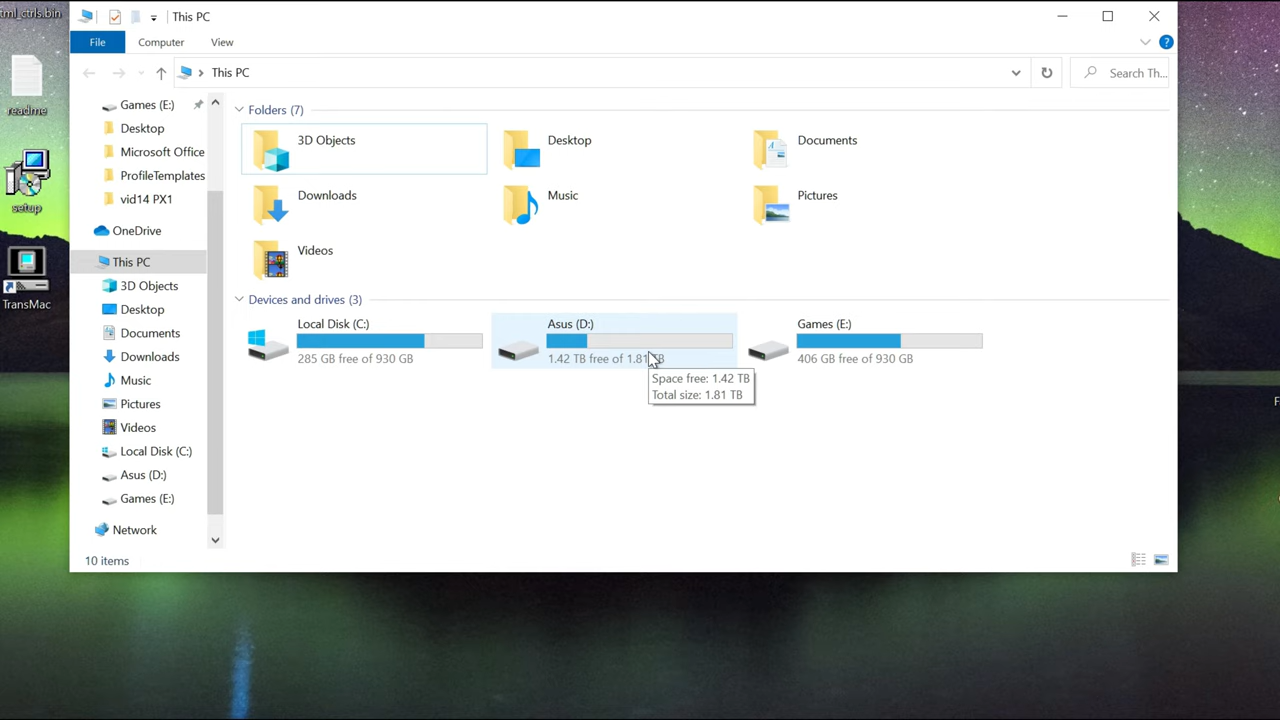 tml_ctrls.bin
This PC
File
Computer
View
This PC
Search Th...
readme
setup
TransMac
Games (E:)
Desktop
Microsoft Office
ProfileTemplates
vid14 PX1
OneDrive
This PC
3D Objects
Desktop
Documents
Downloads
Music
Pictures
Videos
Local Disk (C:)
Asus (D:)
Games (E:)
Network
Folders (7)
3D Objects
Desktop
Documents
Downloads
Music
Pictures
Videos
Devices and drives (3)
Local Disk (C:)
285 GB free of 930 GB
Asus (D:)
1.42 TB free of 1.81 TB
Games (E:)
406 GB free of 930 GB
Space free: 1.42 TB
Total size: 1.81 TB
10 items